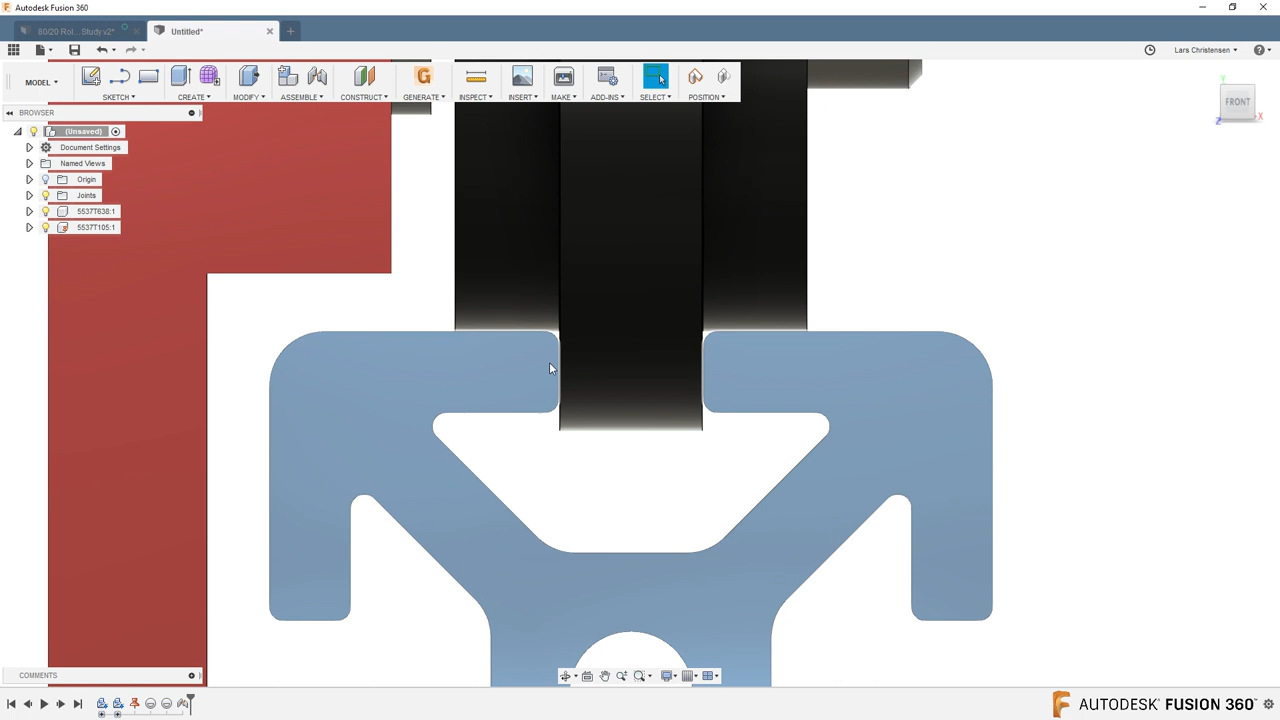 Autodesk Fusion 360
80/20 Rol...Study v2*
Untitled*
Lars Christensen
MODEL
SKETCH
CREATE
MODIFY
ASSEMBLE
CONSTRUCT
GENERATE
INSPECT
INSERT
MAKE
ADD-INS
SELECT
POSITION
BROWSER
(Unsaved)
Document Settings
Named Views
Origin
Joints
5537T638:1
5537T105:1
Y
FRONT
X
Z
COMMENTS
AUTODESK® FUSION 360™